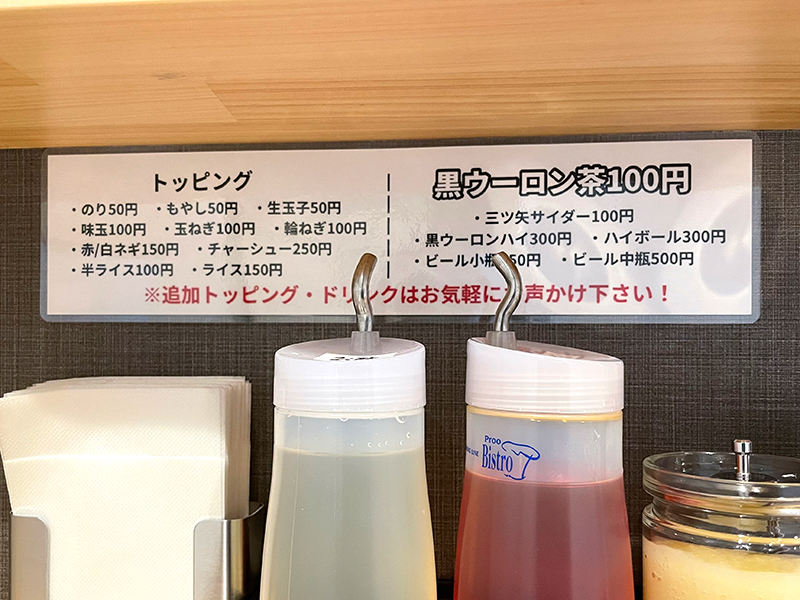 トッピング
・のり50円 ・もやし50円 ・生玉子50円
・味玉100円 ・玉ねぎ100円 ・輪ねぎ100円
・赤/白ネギ150円 ・チャーシュー250円
・半ライス100円 ・ライス150円
黒ウーロン茶100円
・三ツ矢サイダー100円
・黒ウーロンハイ300円 ・ハイボール300円
・ビール小瓶 50円 ・ビール中瓶500円
※追加トッピング・ドリンクはお気軽に 声かけ下さい！
Proo
Bistro